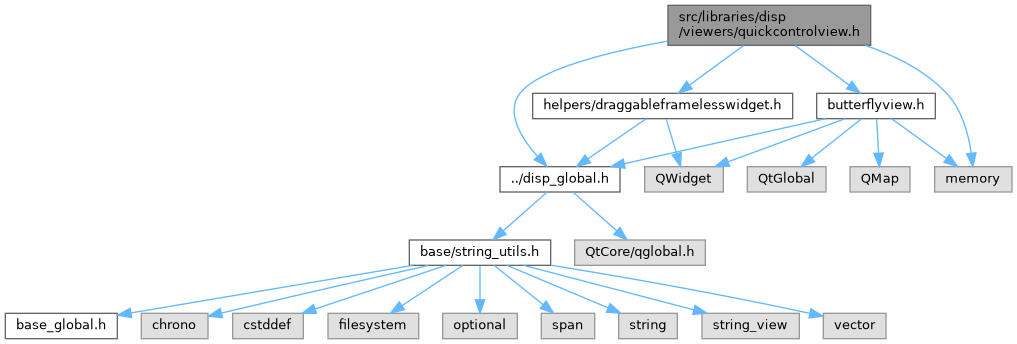 src/libraries/disp
/viewers/quickcontrolview.h
helpers/draggableframelesswidget.h
butterflyview.h
../disp_global.h
QWidget
QtGlobal
QMap
memory
base/string_utils.h
QtCore/qglobal.h
base_global.h
chrono
cstddef
filesystem
optional
span
string
string_view
vector